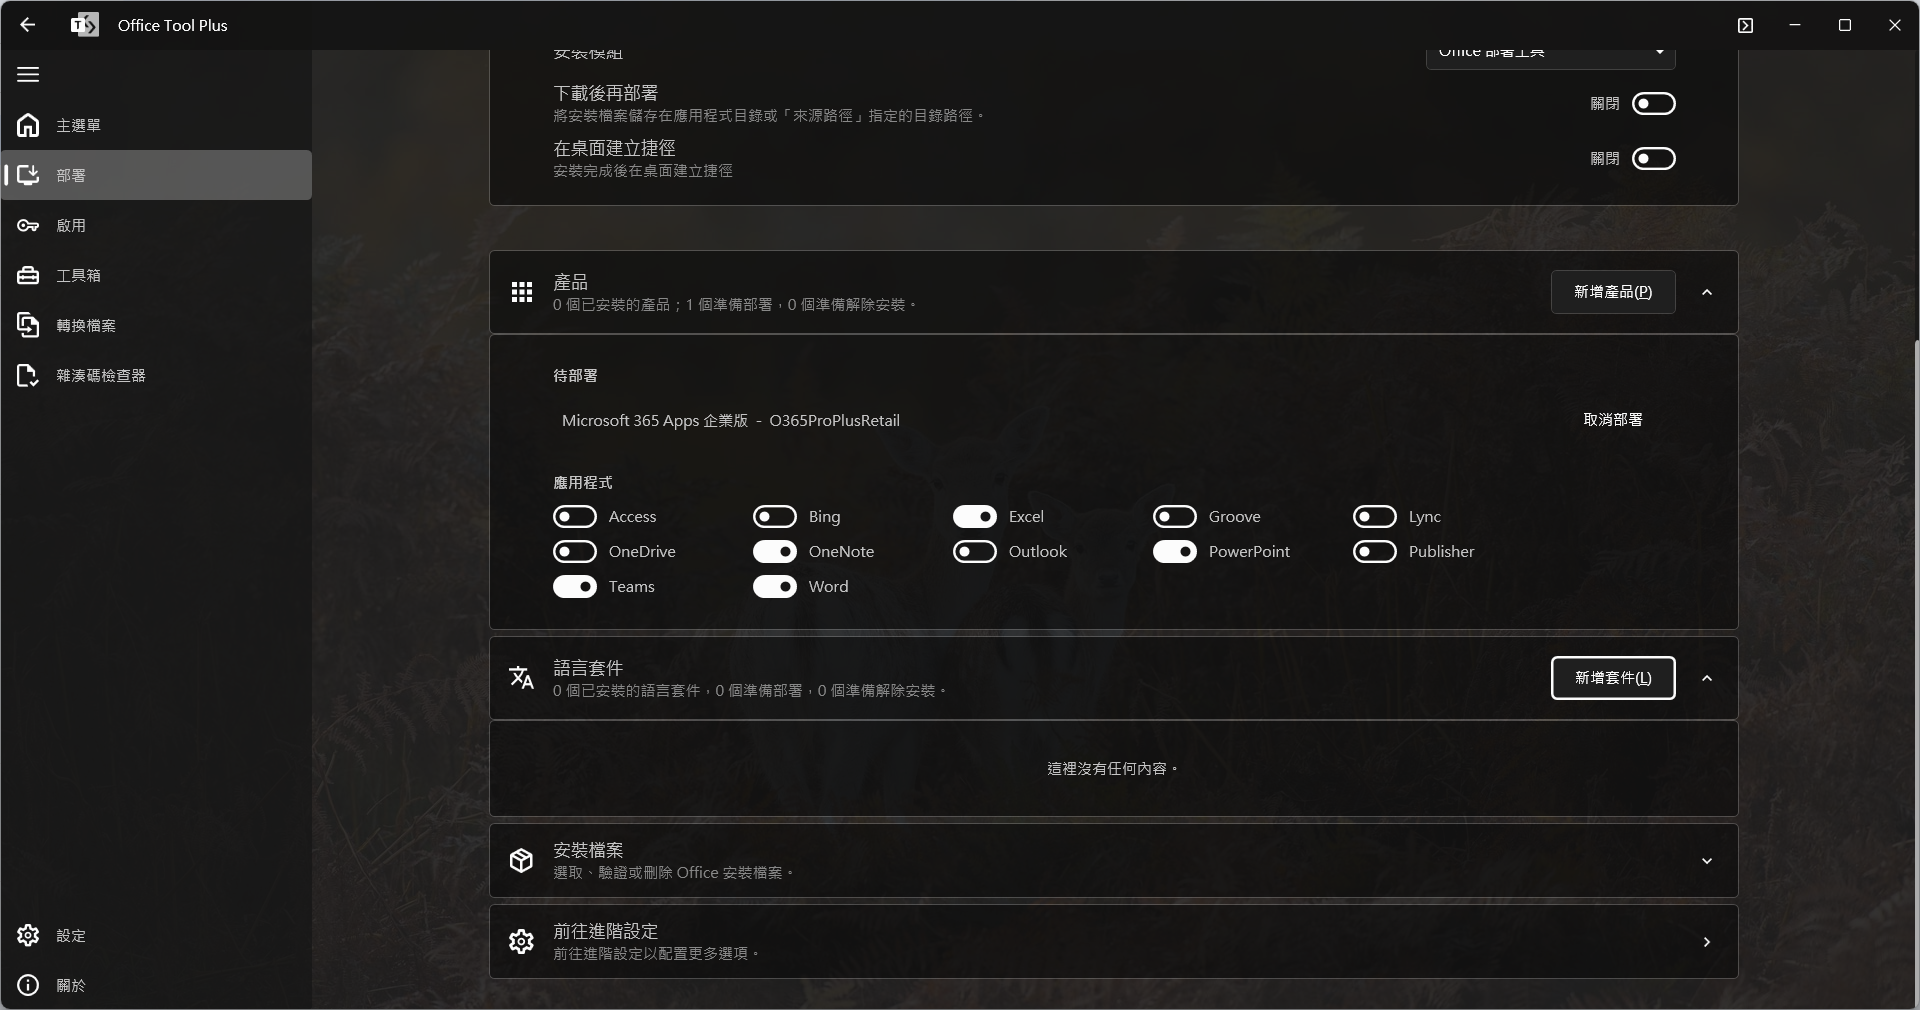 Office Tool Plus
主選單
部署
啟用
工具箱
轉換檔案
雜湊碼檢查器
設定
關於
安裝模組
Office 部署工具
下載後再部署
將安裝檔案儲存在應用程式目錄或「來源路徑」指定的目錄路徑。
關閉
在桌面建立捷徑
安裝完成後在桌面建立捷徑
關閉
產品
0 個已安裝的產品；1 個準備部署，0 個準備解除安裝。
新增產品(P)
待部署
Microsoft 365 Apps 企業版 - O365ProPlusRetail
取消部署
應用程式
Access
Bing
Excel
Groove
Lync
OneDrive
OneNote
Outlook
PowerPoint
Publisher
Teams
Word
語言套件
0 個已安裝的語言套件，0 個準備部署，0 個準備解除安裝。
新增套件(L)
這裡沒有任何內容。
安裝檔案
選取、驗證或刪除 Office 安裝檔案。
前往進階設定
前往進階設定以配置更多選項。